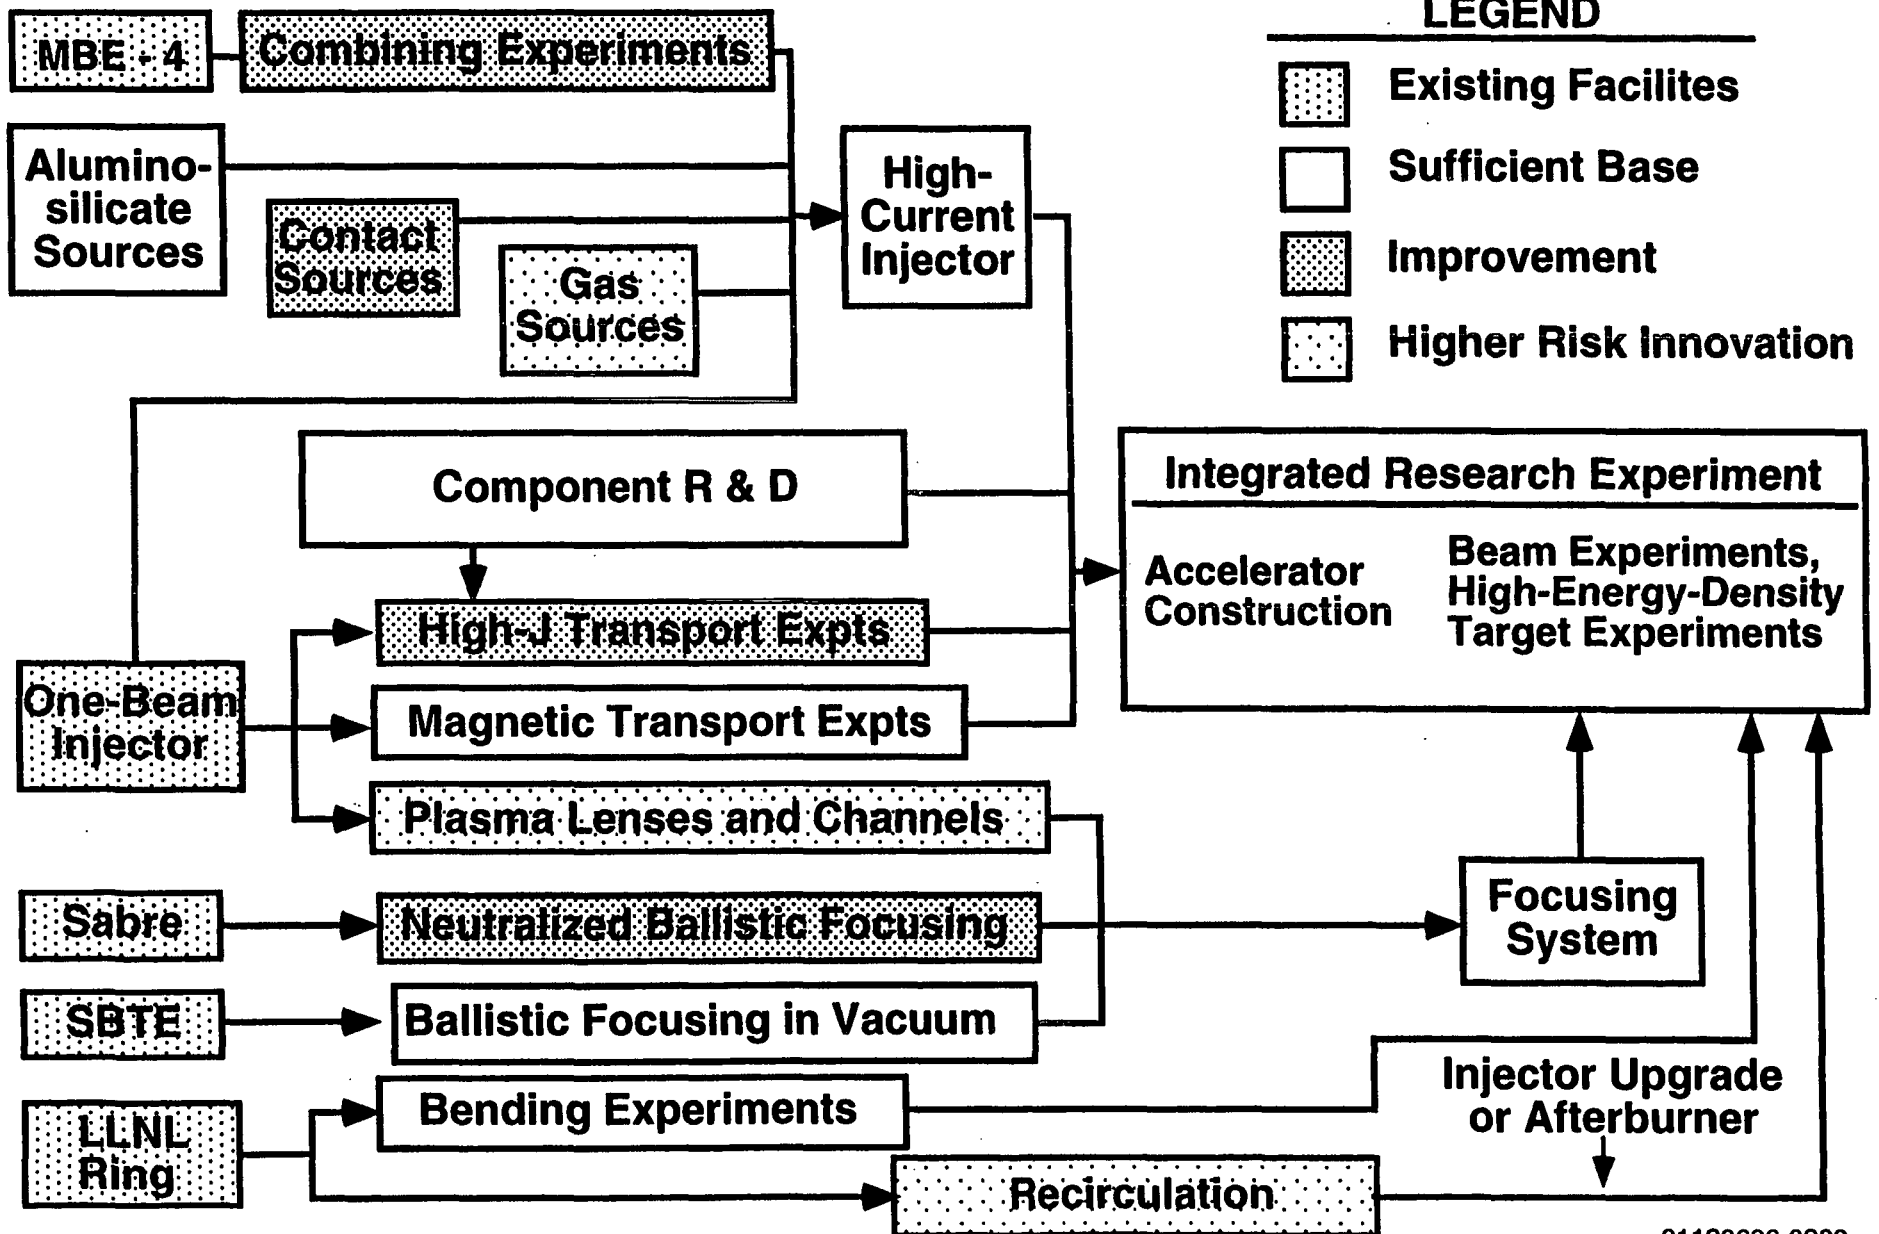 LEGEND
Existing Facilites
Sufficient Base
Improvement
Higher Risk Innovation
MBE - 4
Combining Experiments
Alumino-
silicate
Sources
Contact
Sources
Gas
Sources
High-
Current
Injector
Component R & D
High-J Transport Expts
One-Beam
Injector
Magnetic Transport Expts
Plasma Lenses and Channels
Integrated Research Experiment
Accelerator
Construction
Beam Experiments,
High-Energy-Density
Target Experiments
Sabre
Neutralized Ballistic Focusing
Focusing
System
SBTE
Ballistic Focusing in Vacuum
LLNL
Ring
Bending Experiments
Injector Upgrade
or Afterburner
Recirculation